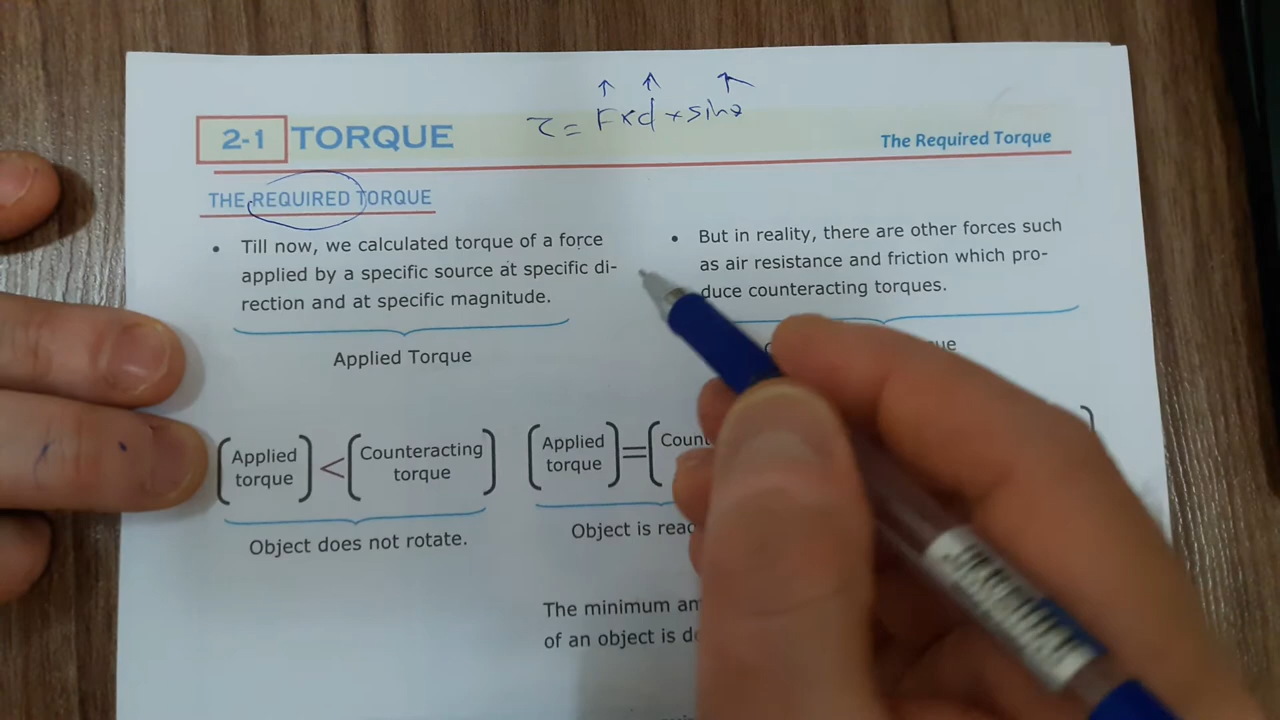 τ = F×d×sinθ
2-1 TORQUE
The Required Torque
THE REQUIRED TORQUE
• Till now, we calculated torque of a force
applied by a specific source at specific di-
rection and at specific magnitude.
Applied Torque
• But in reality, there are other forces such
as air resistance and friction which pro-
duce counteracting torques.
Applied
torque
<
Counteracting
torque
Object does not rotate.
Applied
torque
=
Object is
The minimum
of an object is